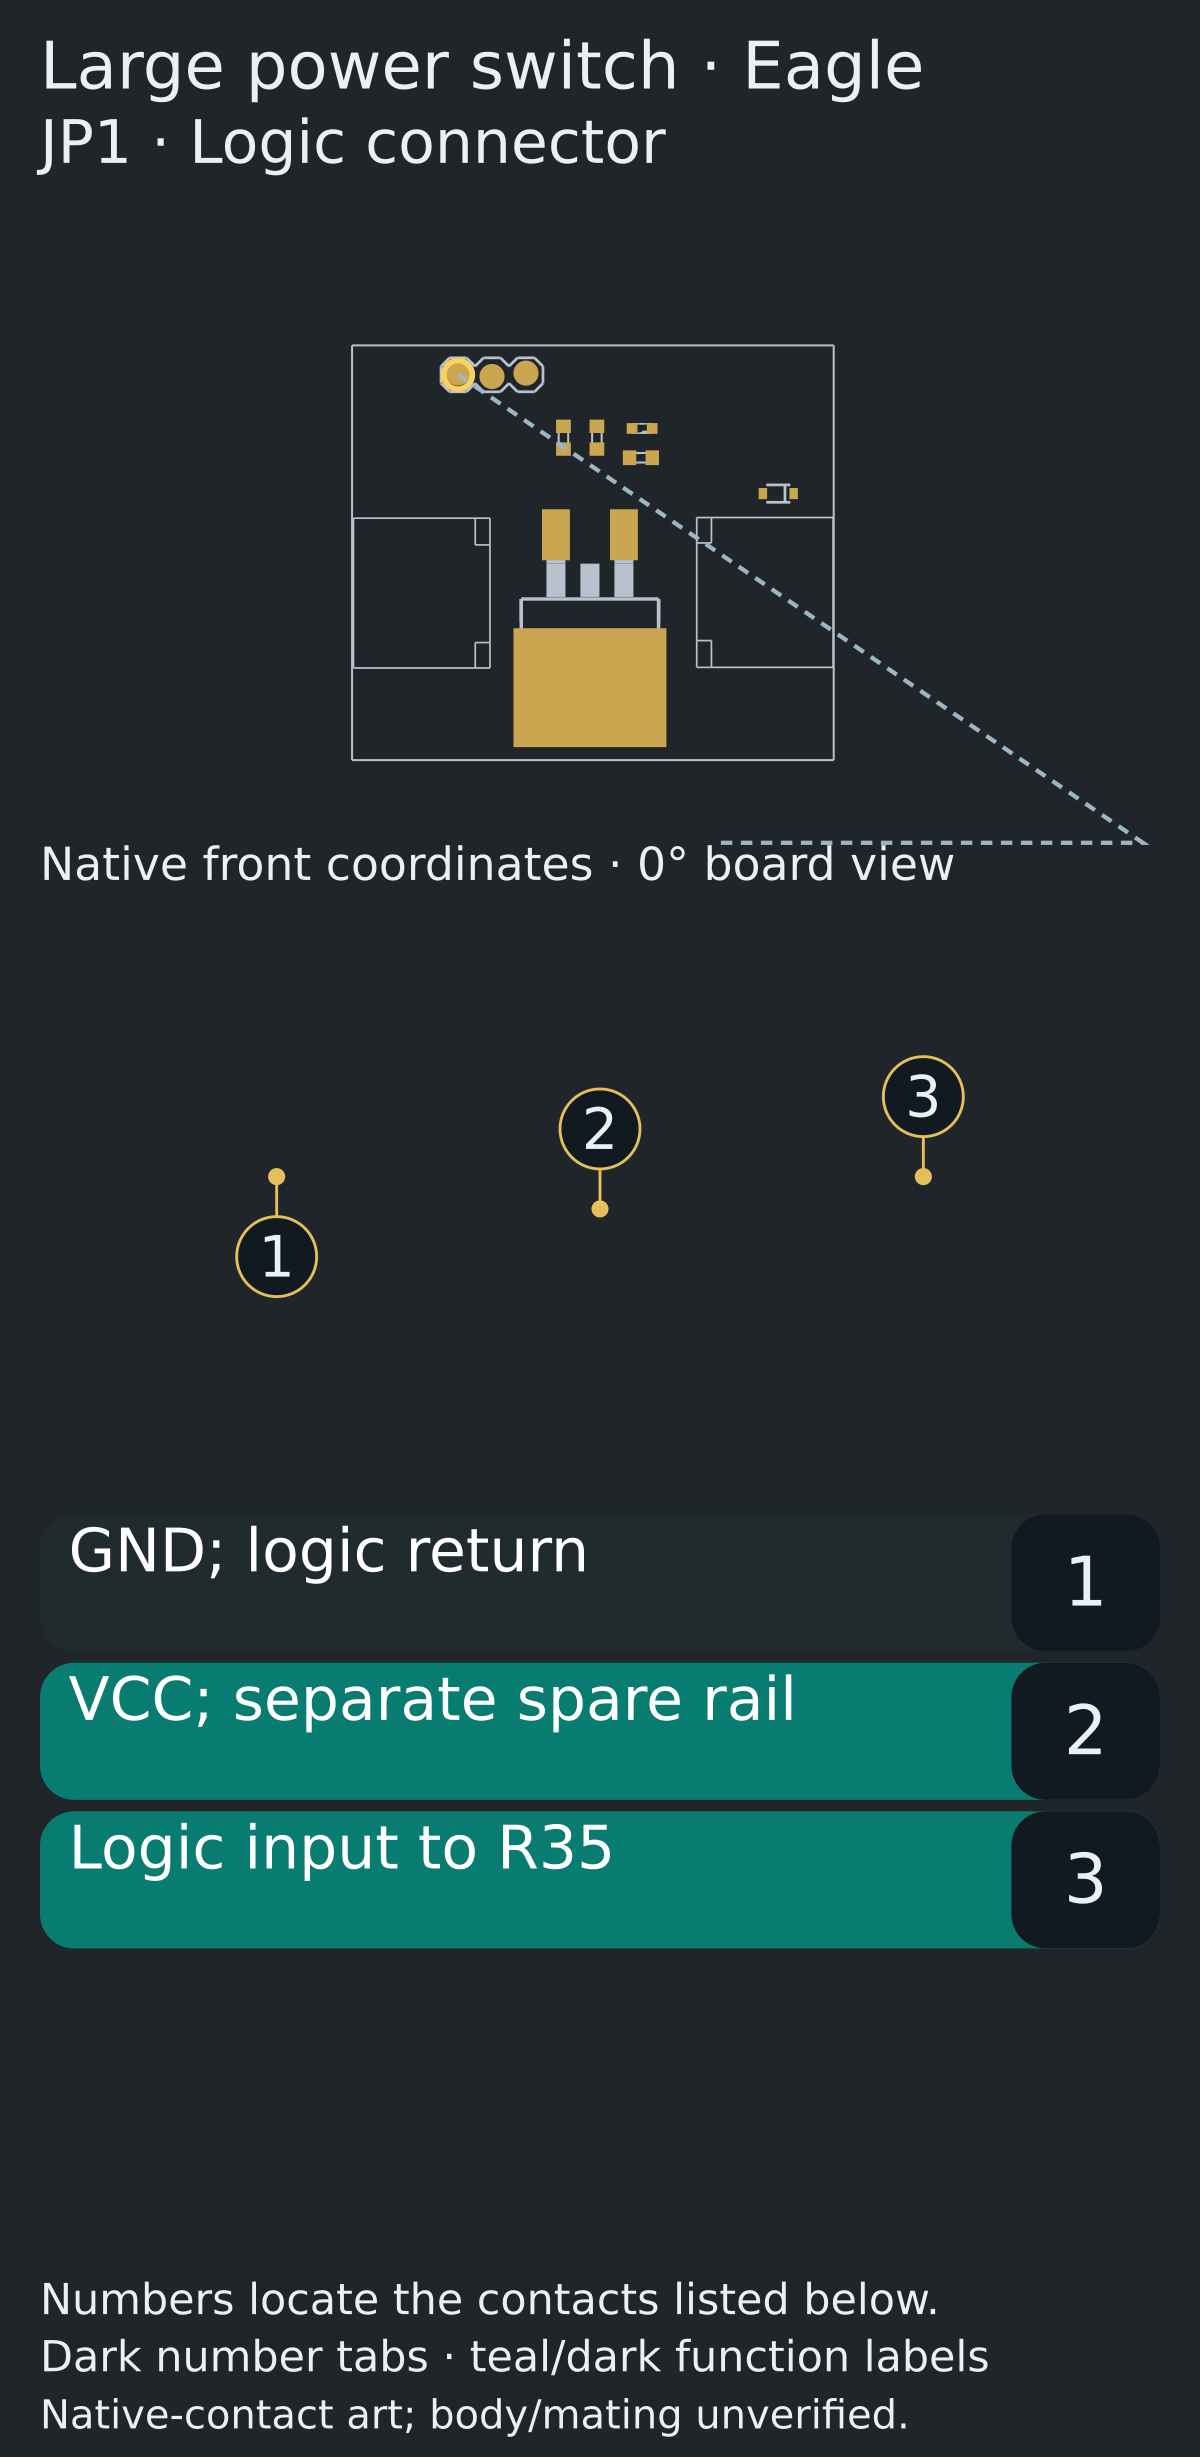 Large power switch · Eagle
JP1 · Logic connector
Native front coordinates · 0° board view
3
2
1
GND; logic return 1
VCC; separate spare rail 2
Logic input to R35 3
Numbers locate the contacts listed below.
Dark number tabs · teal/dark function labels
Native-contact art; body/mating unverified.